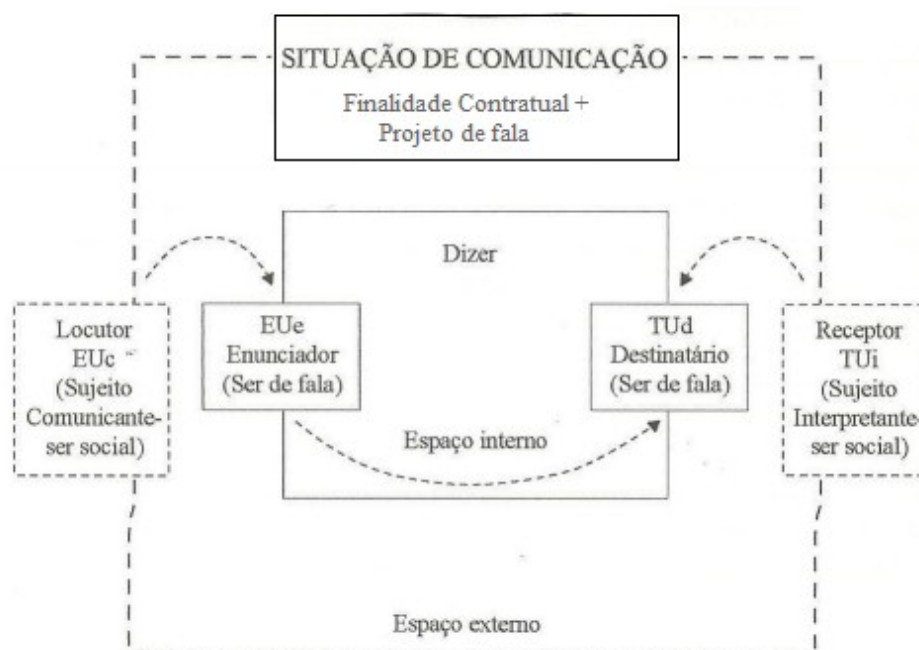 SITUAÇÃO DE COMUNICAÇÃO
Finalidade Contratual +
Projeto de fala
Dizer
Locutor
EUc
(Sujeito
Comunicante-
ser social)
EUe
Enunciador
(Ser de fala)
TUd
Destinatário
(Ser de fala)
Receptor
TUi
(Sujeito
Interpretante-
ser social)
Espaço interno
Espaço externo